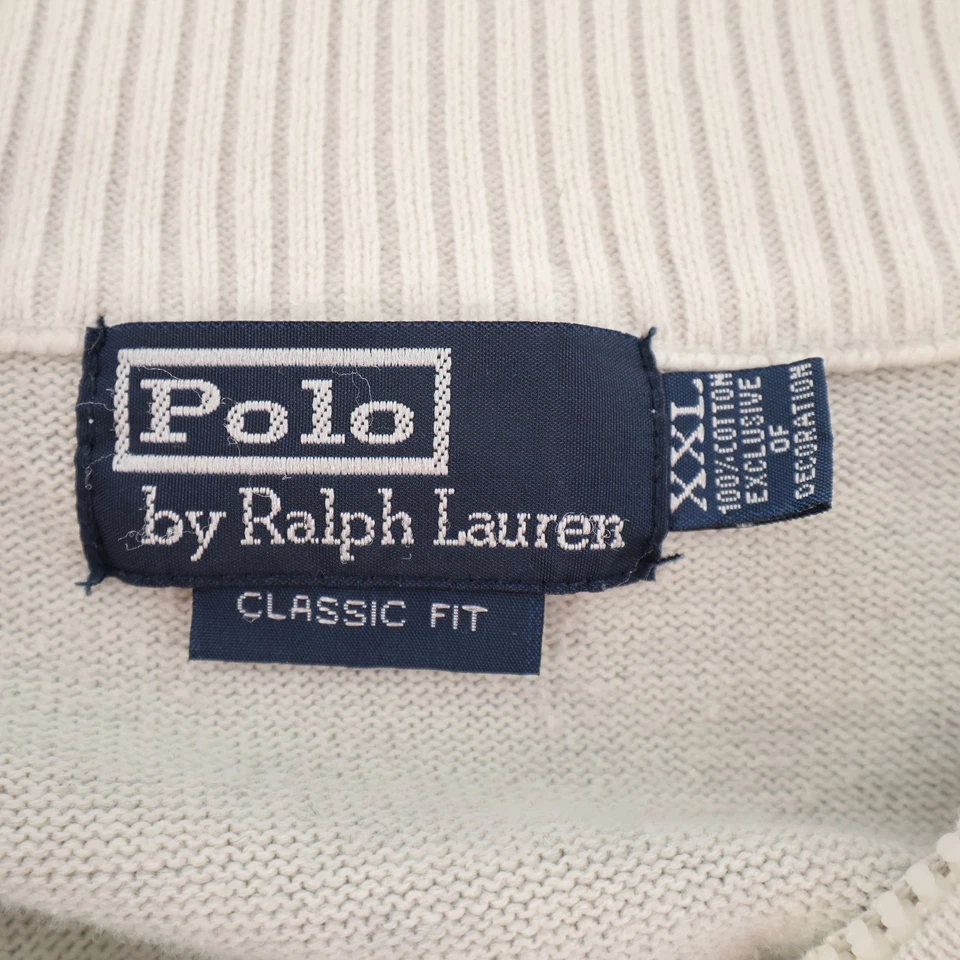 Polo
by Ralph Lauren
CLASSIC FIT
XXL
100% COTTON
EXCLUSIVE
OF
DECORATION